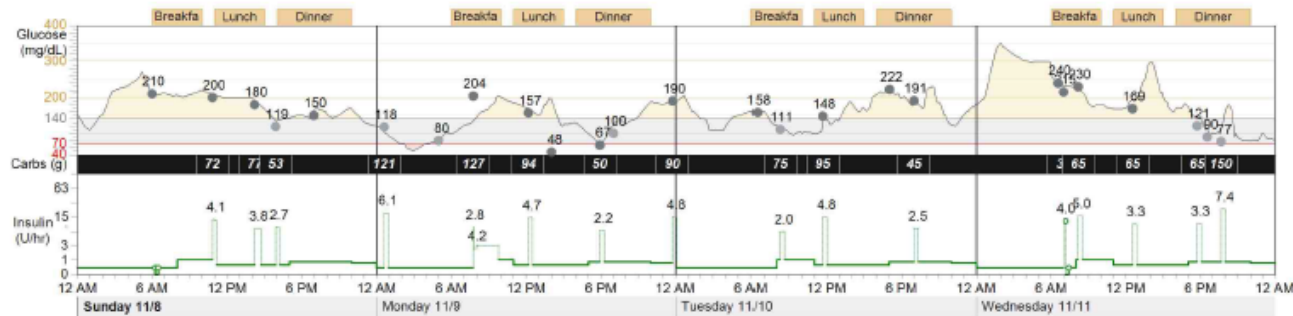 Breakfa Lunch Dinner Breakfa Lunch Dinner Breakfa Lunch Dinner Breakfa Lunch Dinner
400
Glucose
(mg/dL)
300
200
140
70
40
210 200 180 119 150 118 80 204 157 48 67 100 190 158 111 148 222 191 240 230 169 121 90 77
Carbs (g) 72 77 53 121 127 94 50 90 75 95 45 65 65 65 150
63
Insulin
(U/hr)
15
3
1
0
4.1 3.8 2.7 6.1 2.8 4.2 4.7 2.2 4.8 2.0 4.8 2.5 4.0 5.0 3.3 3.3 7.4
12 AM 6 AM 12 PM 6 PM 12 AM 6 AM 12 PM 6 PM 12 AM 6 AM 12 PM 6 PM 12 AM 6 AM 12 PM 6 PM 12 AM
Sunday 11/8 Monday 11/9 Tuesday 11/10 Wednesday 11/11